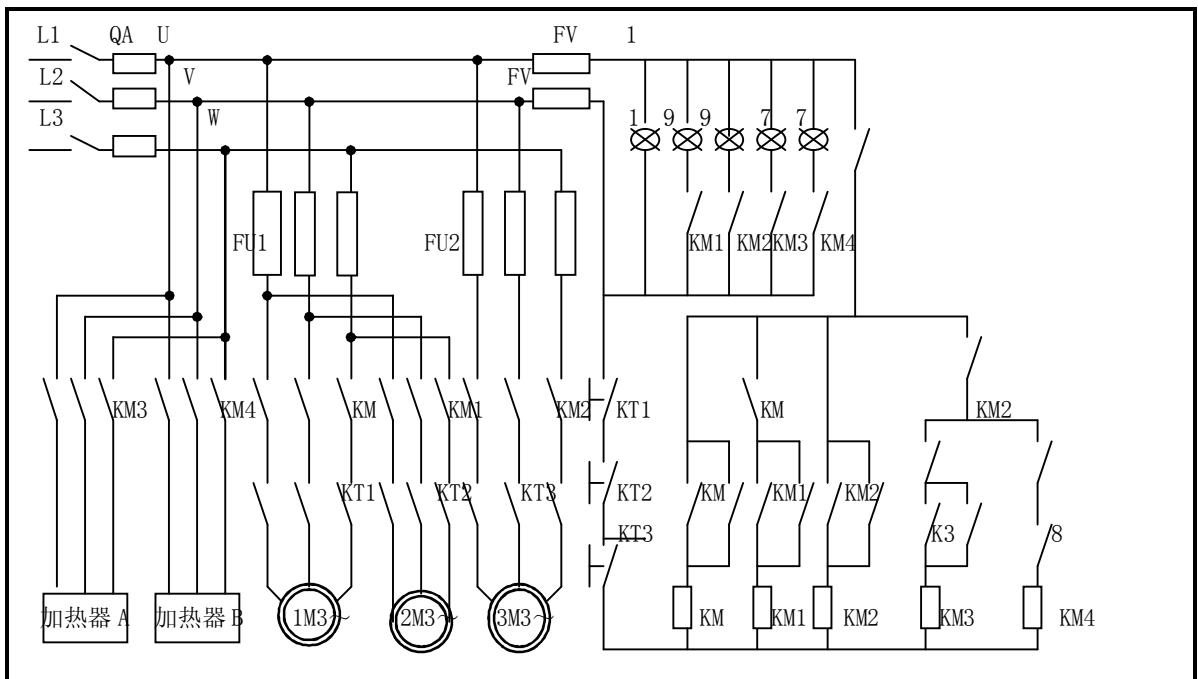 L1 QA U FV 1
L2 V FV
L3 W 1 9 9 7 7
FU1 FU2 KM1 KM2 KM3 KM4
KM3 KM4 KM KM1 KM2 KT1 KM KM2
KT1 KT2 KT3 KT2 KM KM1 KM2
KT3 K3 8
加热器 A 加热器 B 1M3～ 2M3～ 3M3～ KM KM1 KM2 KM3 KM4